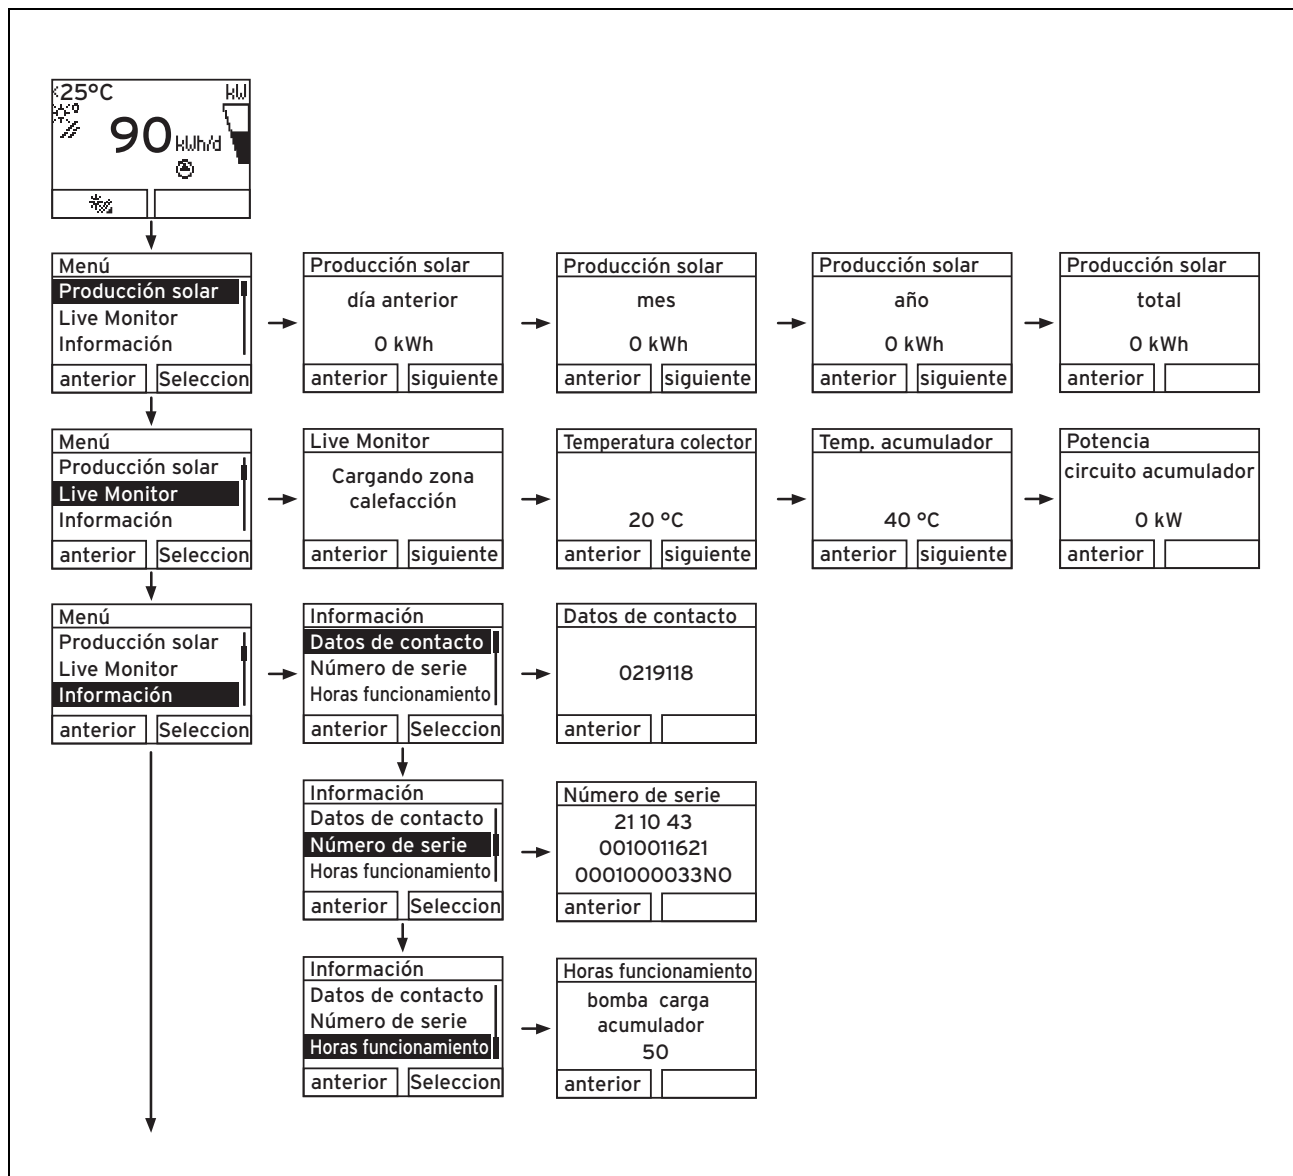 25°C
kW
90 kWh/d
Menú
Producción solar
Live Monitor
Información
anterior Seleccion
Producción solar
día anterior
0 kWh
anterior siguiente
Producción solar
mes
0 kWh
anterior siguiente
Producción solar
año
0 kWh
anterior siguiente
Producción solar
total
0 kWh
anterior
Menú
Producción solar
Live Monitor
Información
anterior Seleccion
Live Monitor
Cargando zona
calefacción
anterior siguiente
Temperatura colector
20 °C
anterior siguiente
Temp. acumulador
40 °C
anterior siguiente
Potencia
circuito acumulador
0 kW
anterior
Menú
Producción solar
Live Monitor
Información
anterior Seleccion
Información
Datos de contacto
Número de serie
Horas funcionamiento
anterior Seleccion
Datos de contacto
0219118
anterior
Información
Datos de contacto
Número de serie
Horas funcionamiento
anterior Seleccion
Número de serie
21 10 43
0010011621
0001000033N0
anterior
Información
Datos de contacto
Número de serie
Horas funcionamiento
anterior Seleccion
Horas funcionamiento
bomba carga
acumulador
50
anterior